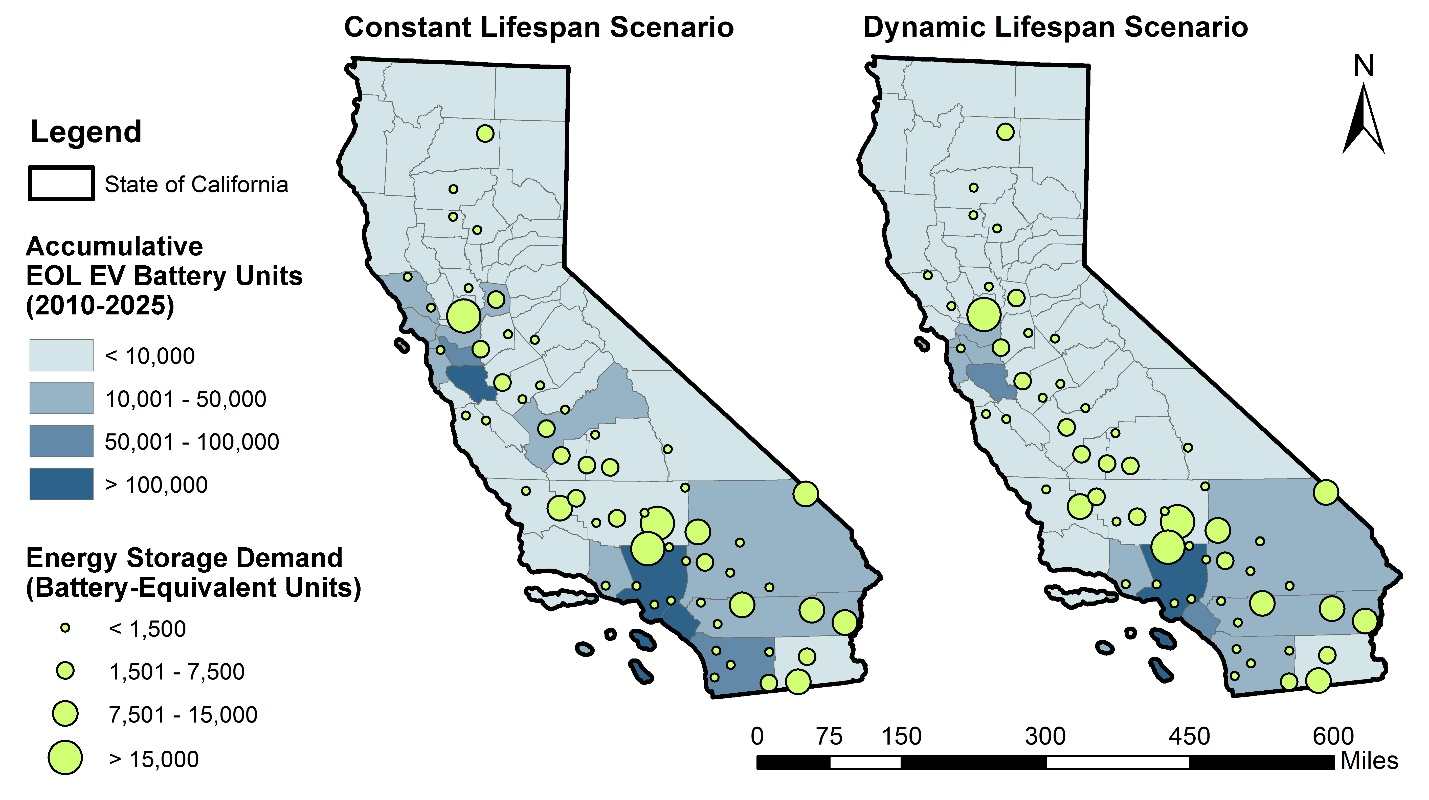 Constant Lifespan Scenario
Dynamic Lifespan Scenario
N
Legend
State of California
Accumulative
EOL EV Battery Units
(2010-2025)
< 10,000
10,001 - 50,000
50,001 - 100,000
> 100,000
Energy Storage Demand
(Battery-Equivalent Units)
< 1,500
1,501 - 7,500
7,501 - 15,000
> 15,000
0 75 150 300 450 600
Miles